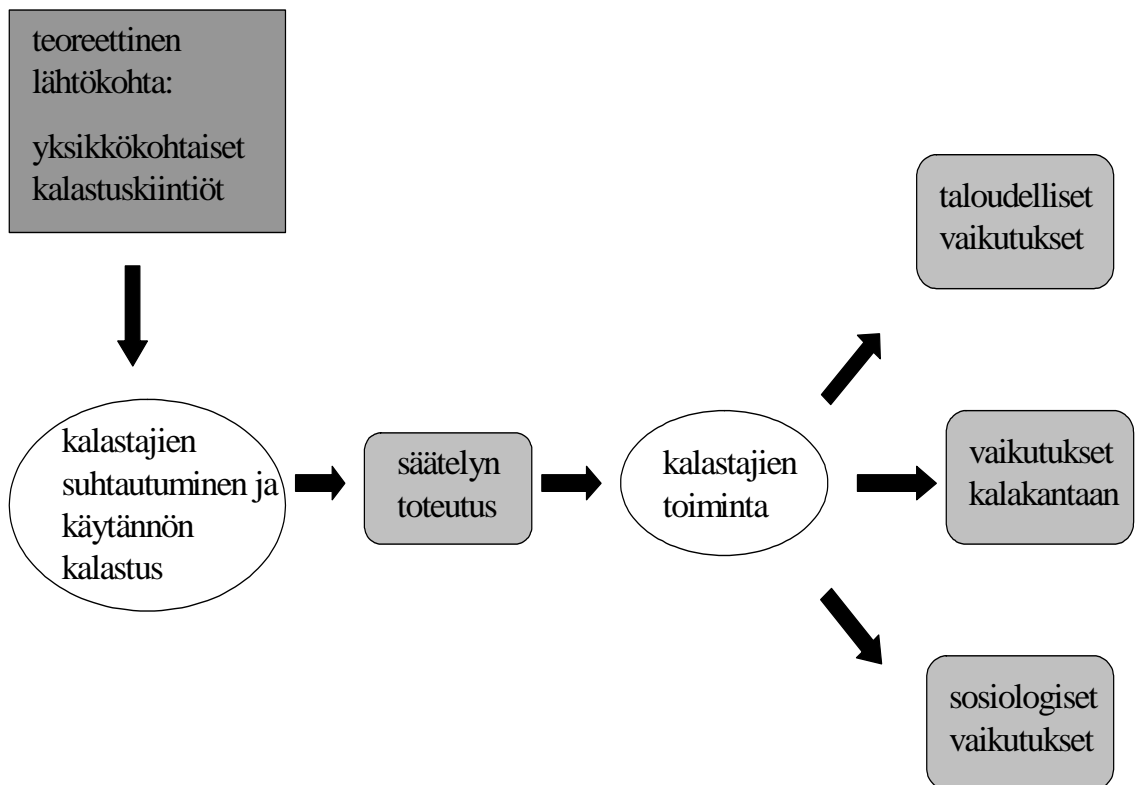 teoreettinen
lähtökohta:
yksikkökohtaiset
kalastuskiintiöt
kalastajien
suhtautuminen ja
käytännön
kalastus
säätelyn
toteutus
kalastajien
toiminta
taloudelliset
vaikutukset
vaikutukset
kalakantaan
sosiologiset
vaikutukset